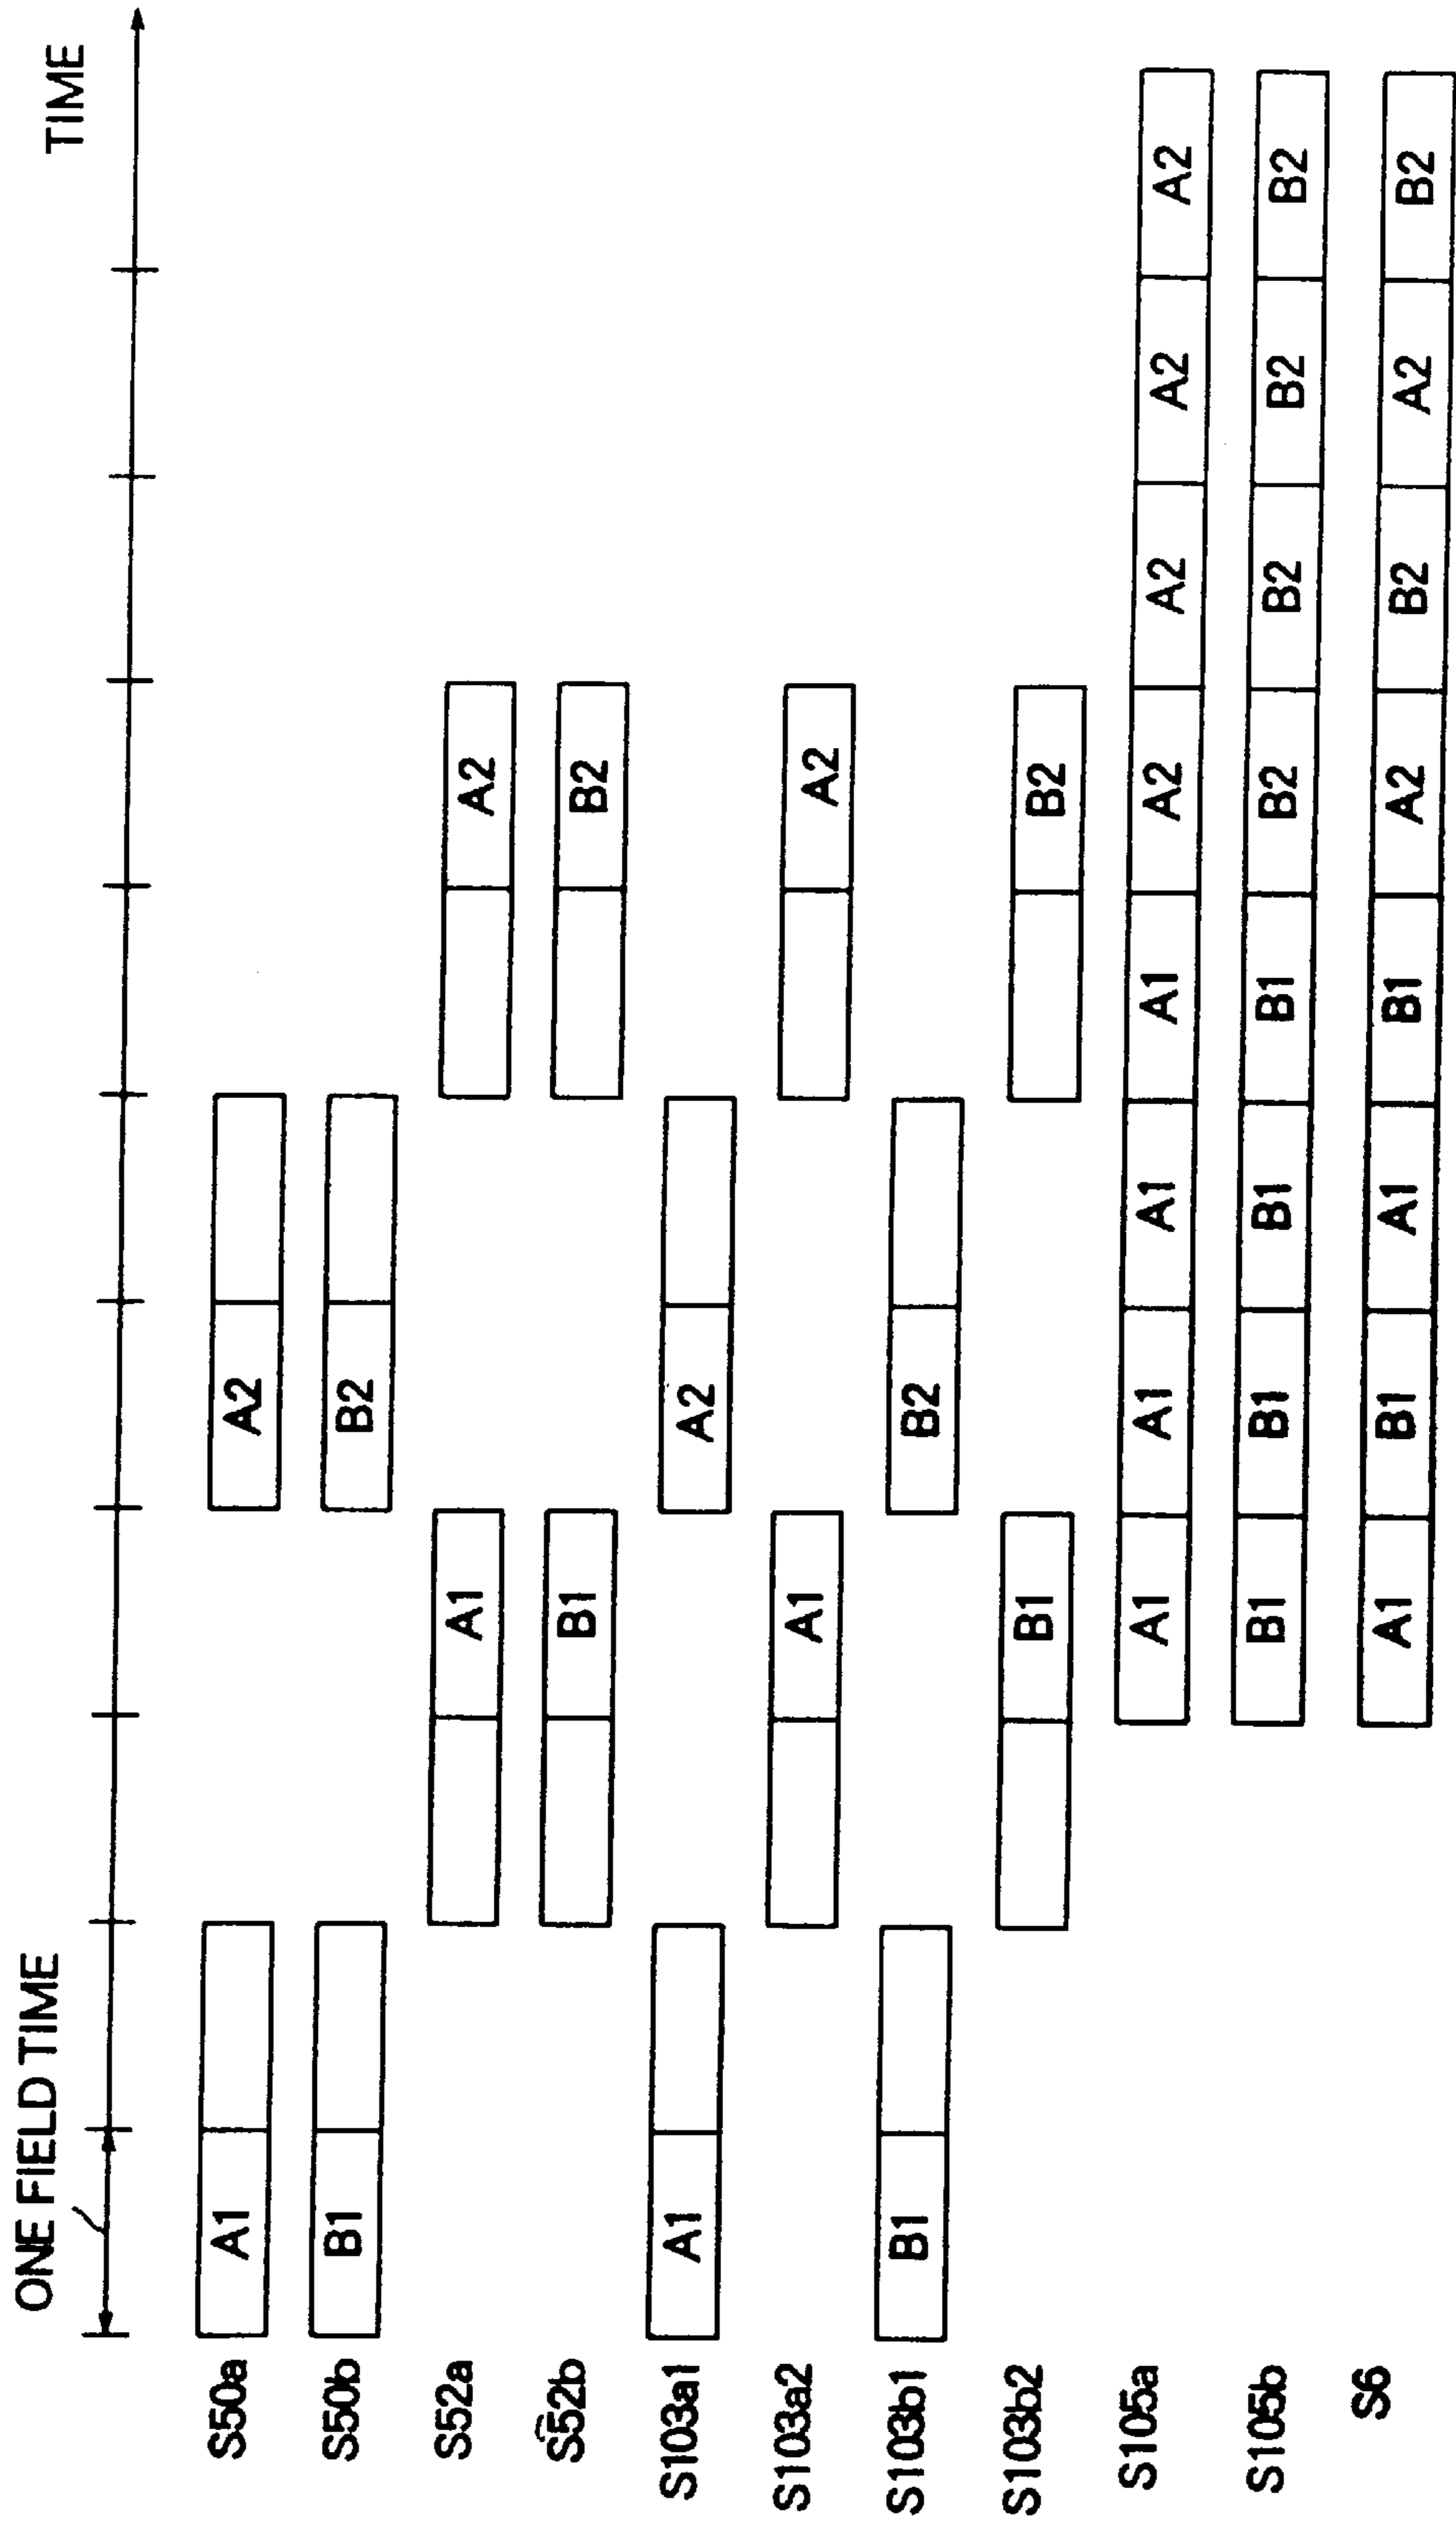 ONE FIELD TIME
TIME
S50a A1 A2
S50b B1 B2
S52a A1 A2
S52b B1 B2
S103a1 A1 A2
S103a2 A1 A2
S103b1 B1 B2
S103b2 B1 B2
S105a A1 A1 A1 A1 A2 A2 A2 A2
S105b B1 B1 B1 B1 B2 B2 B2 B2
S6 A1 B1 A1 B1 A2 B2 A2 B2